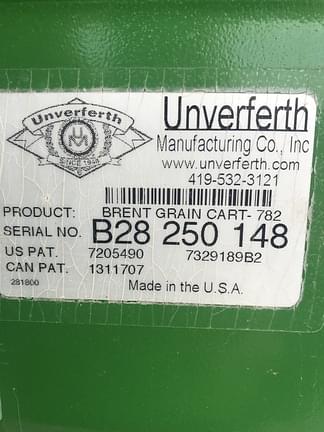 Unverferth
UM
SINCE 1948
Unverferth
Manufacturing Co., Inc
www.unverferth.com
419-532-3121
PRODUCT: BRENT GRAIN CART- 782
SERIAL NO. B28 250 148
US PAT. 7205490 7329189B2
CAN PAT. 1311707
281800 Made in the U.S.A.